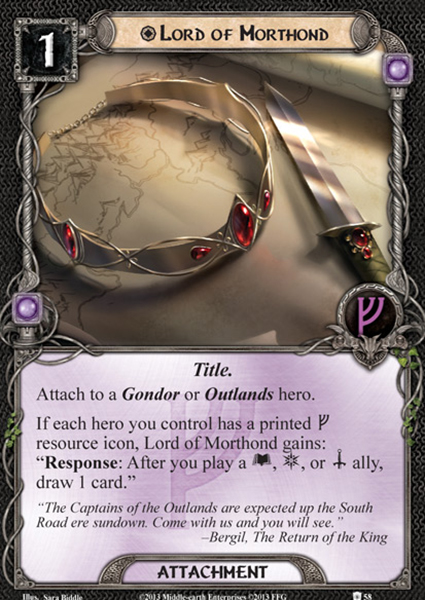 1
LORD OF MORTHOND
Title.
Attach to a Gondor or Outlands hero.
If each hero you control has a printed
resource icon, Lord of Morthond gains:
“Response: After you play a , , or ally,
draw 1 card.”
“The Captains of the Outlands are expected up the South
Road ere sundown. Come with us and you will see.”
–Bergil, The Return of the King
ATTACHMENT
Illus. Sara Biddle
©2013 Middle-earth Enterprises ©2013 FFG
58